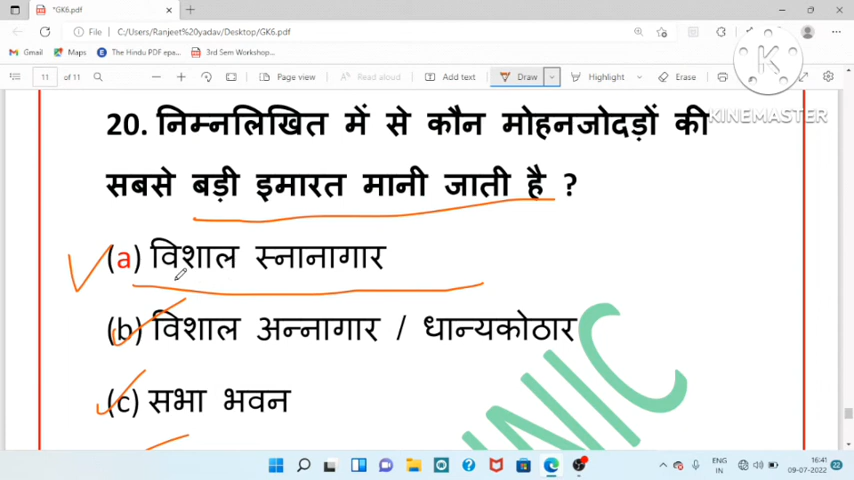 *GK6.pdf
File
C:/Users/Ranjeet%20yadav/Desktop/GK6.pdf
Gmail
Maps
The Hindu PDF epa...
3rd Sem Workshop...
11 of 11
Page view
Read aloud
Add text
Draw
Highlight
Erase
K
KINEMASTER
20. निम्नलिखित में से कौन मोहनजोदड़ों की
सबसे बड़ी इमारत मानी जाती है ?
(a) विशाल स्नानागार
(b) विशाल अन्नागार / धान्यकोठार
(c) सभा भवन
NIC
ENG
IN
16:41
09-07-2022
22